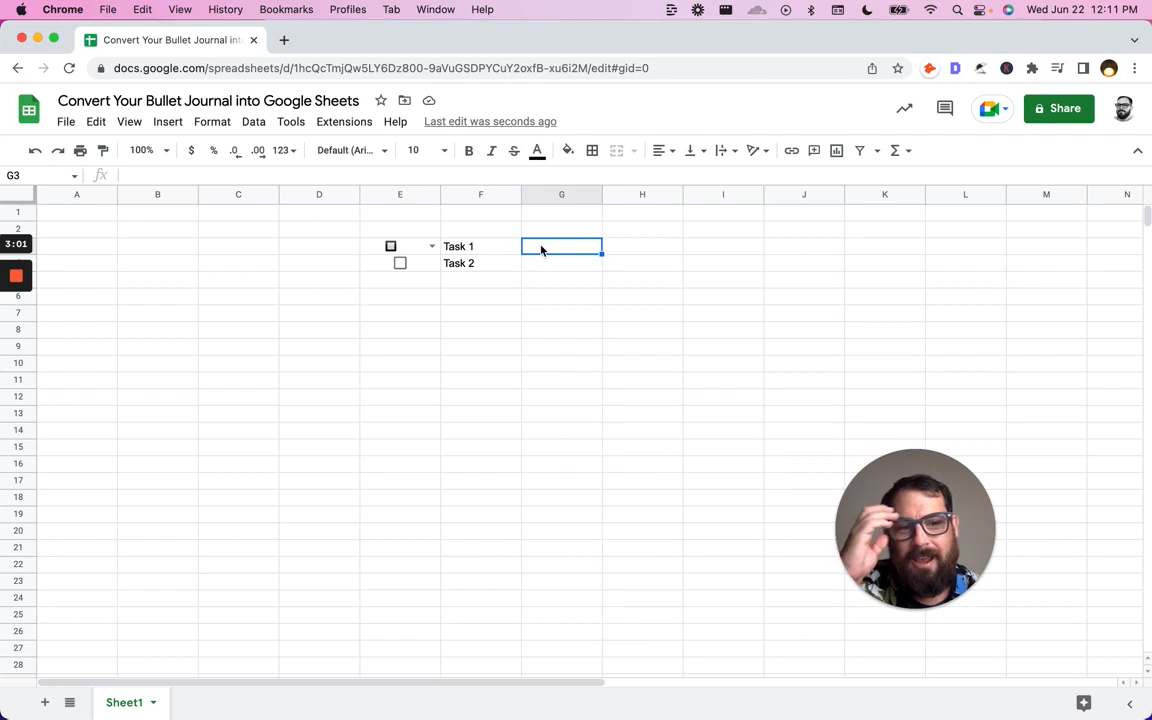 Chrome File Edit View History Bookmarks Profiles Tab Window Help Wed Jun 22 12:11 PM
Convert Your Bullet Journal int
docs.google.com/spreadsheets/d/1hcQcTmjQw5LY6Dz800-9aVuGSDPYCuY2oxfB-xu6i2M/edit#gid=0
Convert Your Bullet Journal into Google Sheets
File Edit View Insert Format Data Tools Extensions Help Last edit was seconds ago
Share
100% $ % .0 .00 123 Default (Ari... 10 B I S A
G3 fx
A B C D E F G H I J K L M N
1
2
3:01 Task 1
Task 2
6
7
8
9
10
11
12
13
14
15
16
17
18
19
20
21
22
23
24
25
26
27
28
Sheet1